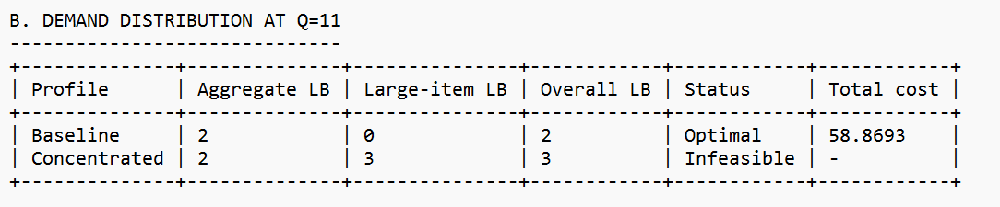 B. DEMAND DISTRIBUTION AT Q=11
------------------------------
+--------------+--------------+---------------+------------+------------+------------+
| Profile      | Aggregate LB | Large-item LB | Overall LB | Status     | Total cost |
+--------------+--------------+---------------+------------+------------+------------+
| Baseline     | 2            | 0             | 2          | Optimal    | 58.8693    |
| Concentrated | 2            | 3             | 3          | Infeasible | -          |
+--------------+--------------+---------------+------------+------------+------------+